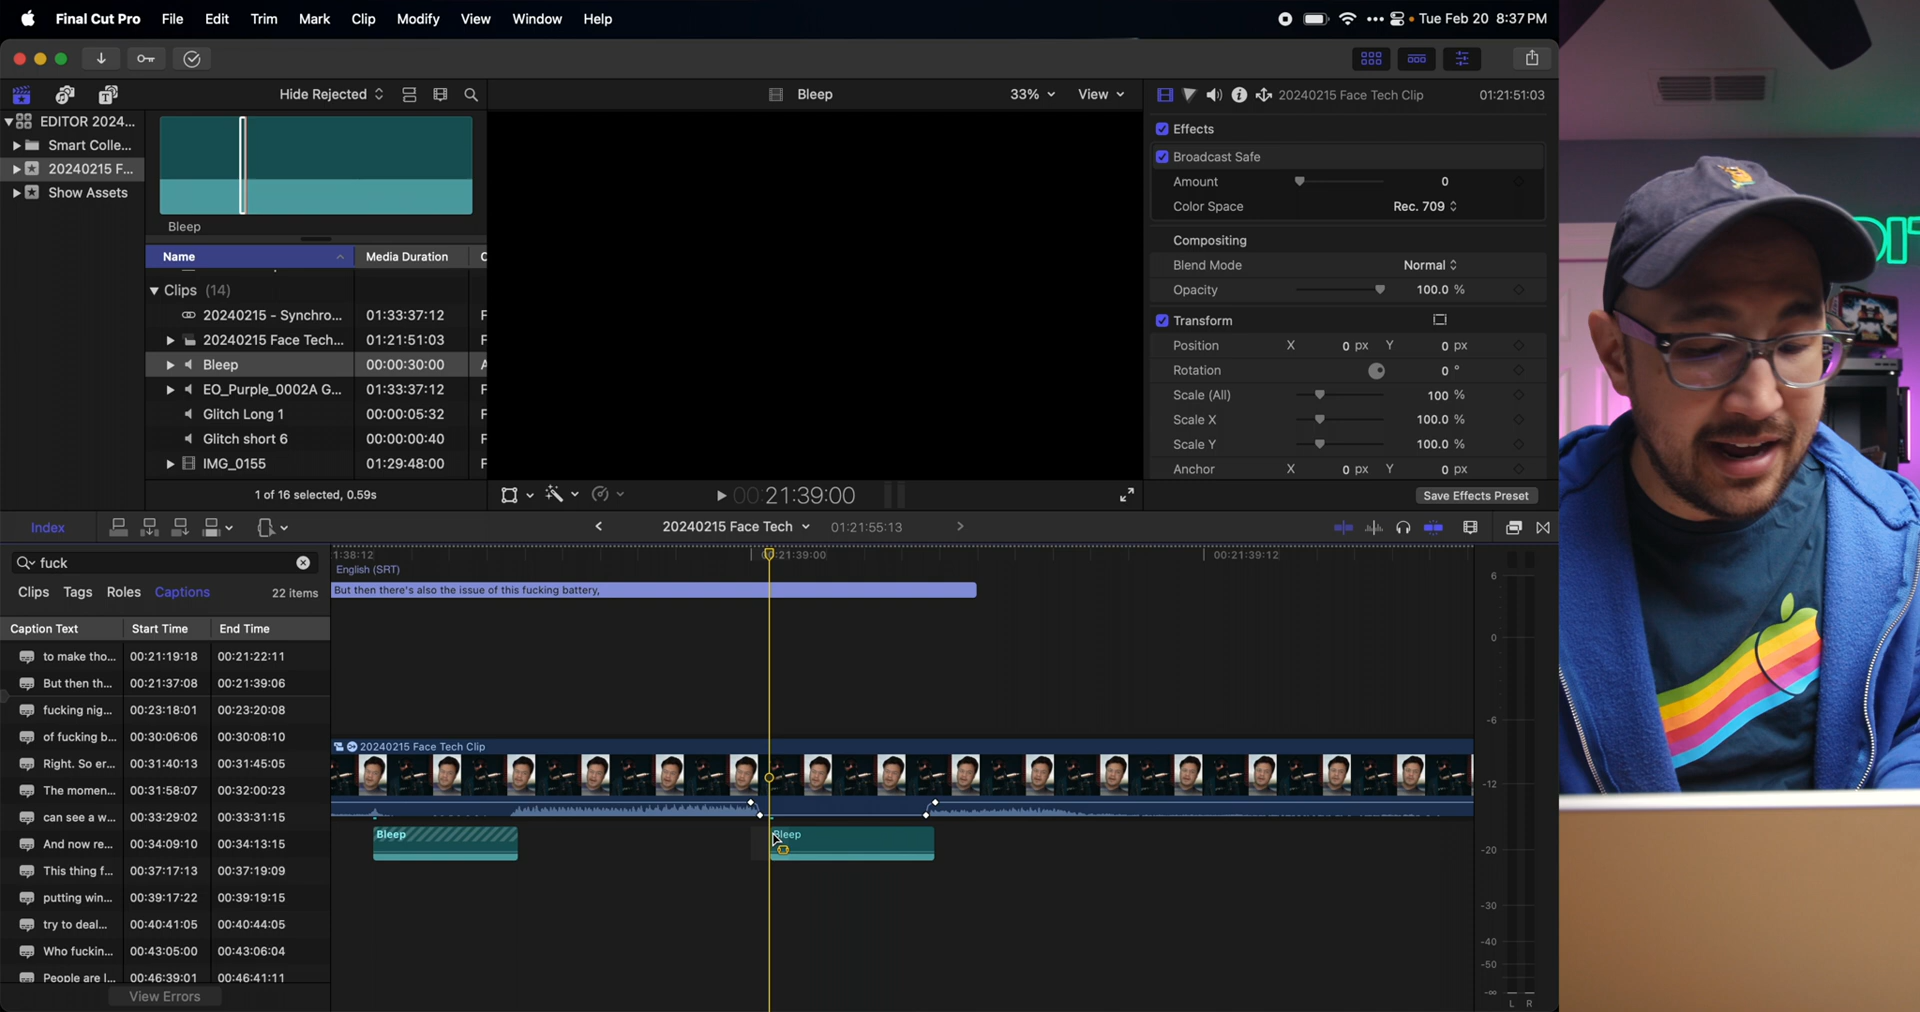 Final Cut Pro File Edit Trim Mark Clip Modify View Window Help Tue Feb 20 8:37 PM
Hide Rejected Bleep 33% View 20240215 Face Tech Clip 01:21:51:03
EDITOR 2024...
Smart Colle...
20240215 F...
Show Assets
Bleep
Name Media Duration
Clips (14)
20240215 - Synchro... 01:33:37:12 F
20240215 Face Tech... 01:21:51:03 F
Bleep 00:00:30:00 A
EO_Purple_0002A G... 01:33:37:12 F
Glitch Long 1 00:00:05:32 F
Glitch short 6 00:00:00:40 F
IMG_0155 01:29:48:00 F
1 of 16 selected, 0.59s
00:21:39:00
Effects
Broadcast Safe
Amount 0
Color Space Rec. 709
Compositing
Blend Mode Normal
Opacity 100.0 %
Transform
Position X 0 px Y 0 px
Rotation 0 °
Scale (All) 100 %
Scale X 100.0 %
Scale Y 100.0 %
Anchor X 0 px Y 0 px
Save Effects Preset
Index 20240215 Face Tech 01:21:55:13
fuck
Clips Tags Roles Captions 22 items
Caption Text Start Time End Time
to make tho... 00:21:19:18 00:21:22:11
But then th... 00:21:37:08 00:21:39:06
fucking nig... 00:23:18:01 00:23:20:08
of fucking b... 00:30:06:06 00:30:08:10
Right. So er... 00:31:40:13 00:31:45:05
The momen... 00:31:58:07 00:32:00:23
can see a w... 00:33:29:02 00:33:31:15
And now re... 00:34:09:10 00:34:13:15
This thing f... 00:37:17:13 00:37:19:09
putting win... 00:39:17:22 00:39:19:15
try to deal... 00:40:41:05 00:40:44:05
Who fuckin... 00:43:05:00 00:43:06:04
People are l... 00:46:39:01 00:46:41:11
View Errors
1:38:12 00:21:39:00 00:21:39:12
English (SRT)
But then there's also the issue of this fucking battery,
20240215 Face Tech Clip
Bleep Bleep
6
0
-6
-12
-20
-30
-40
-50
-∞
L R